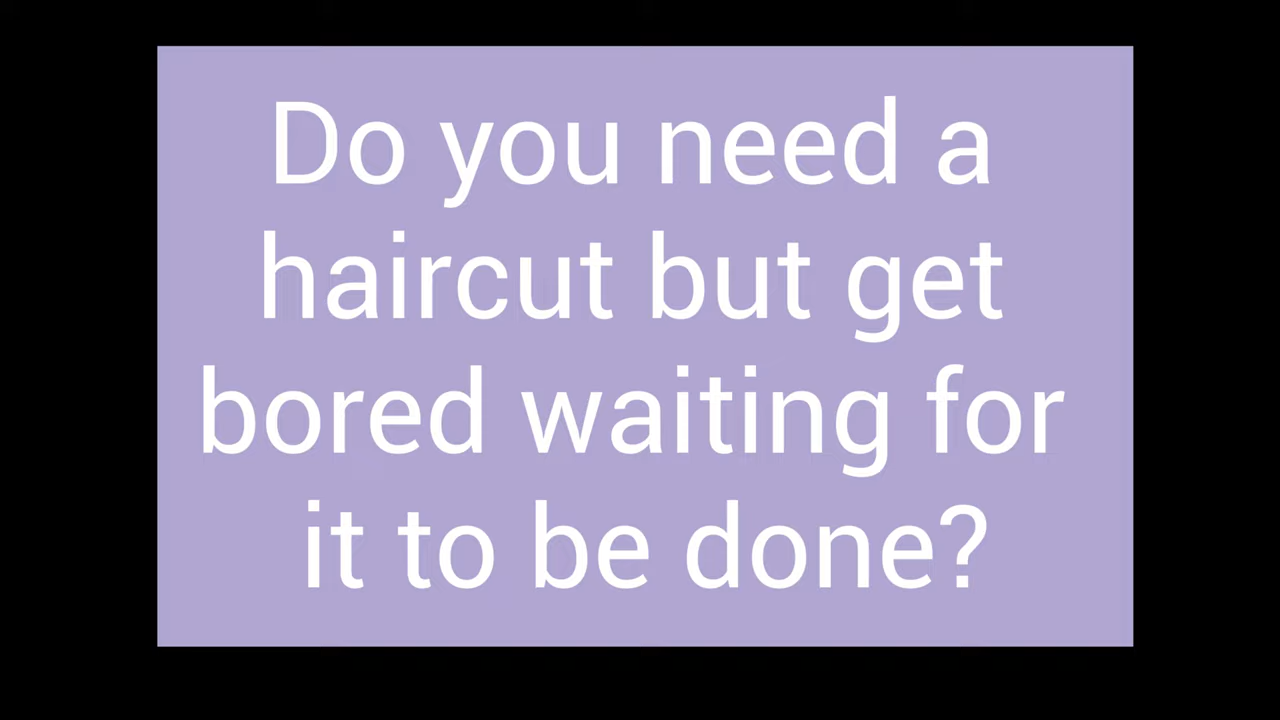 Do you need a
haircut but get
bored waiting for
it to be done?